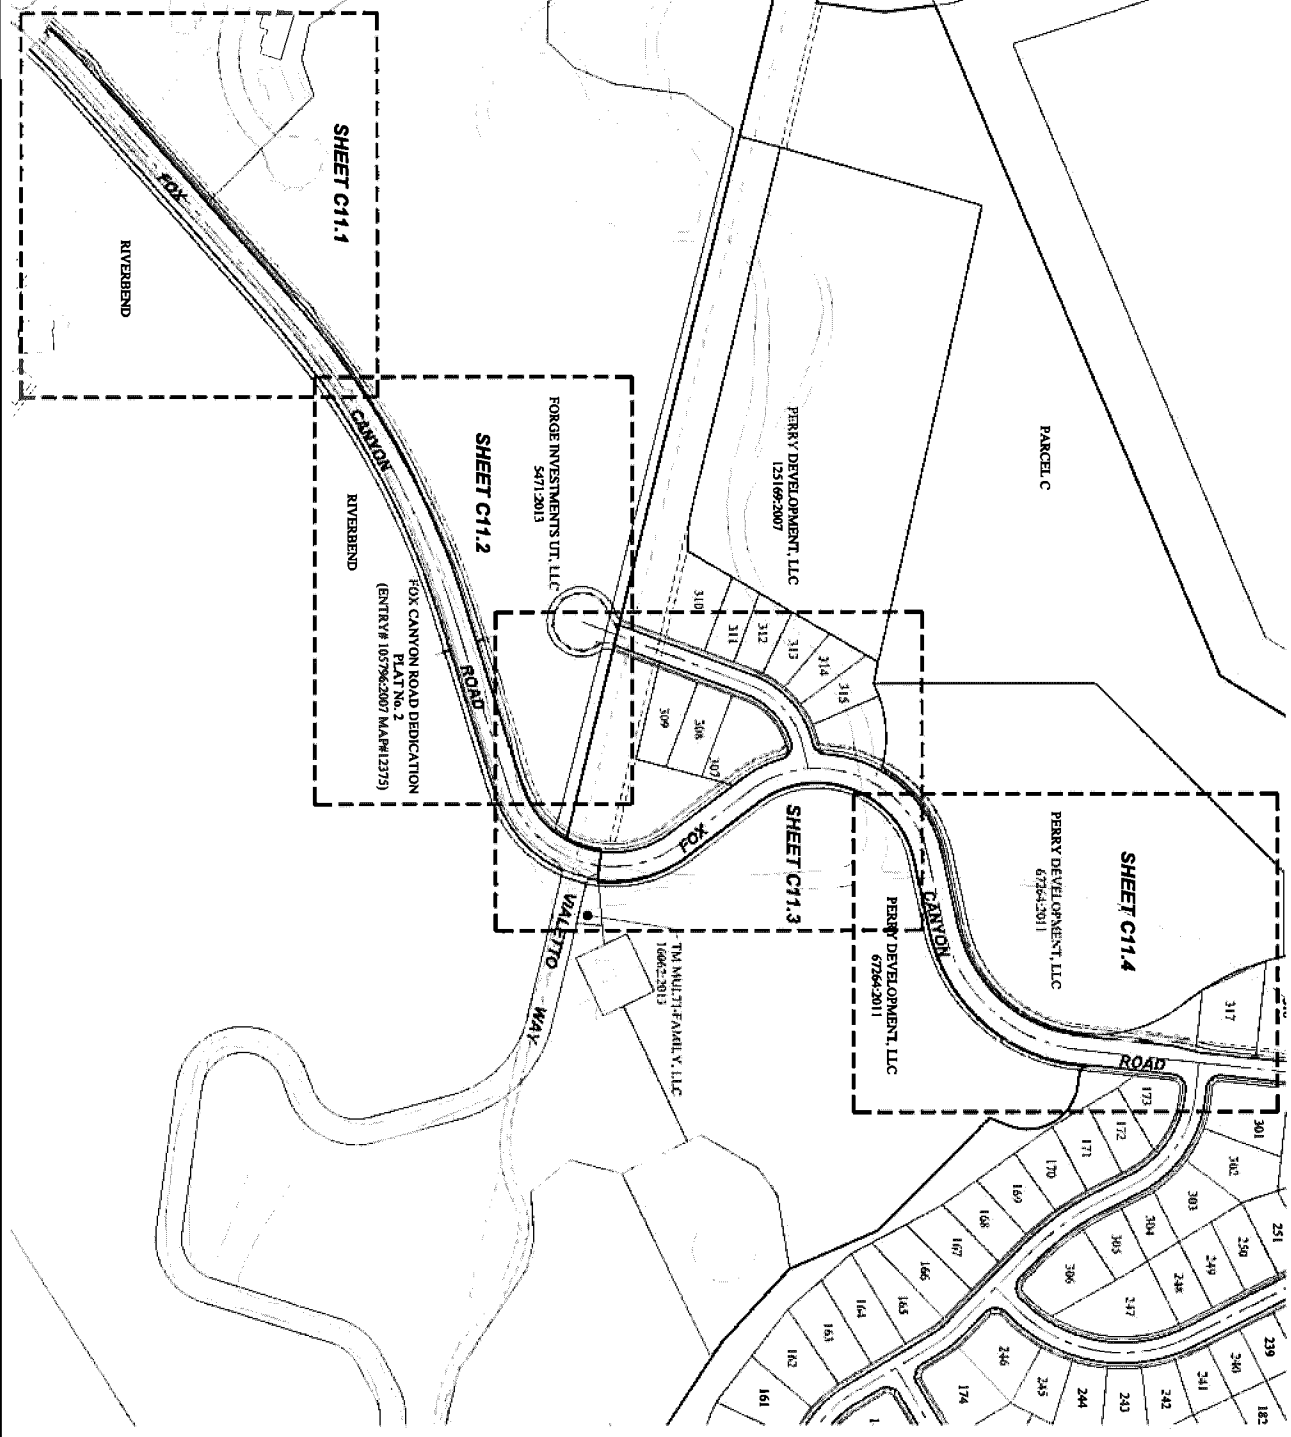 SHEET C11.1
FOX
RIVERBEND
CANYON
SHEET C11.2
FORGE INVESTMENTS UT, LLC
5471:2013
RIVERBEND
FOX CANYON ROAD DEDICATION
PLAT No. 2
(ENTRY# 105796:2007 MAP#12375)
ROAD
PERRY DEVELOPMENT, LLC
125169:2007
PARCEL C
310
311
312
313
314
315
309
308
307
SHEET C11.3
FOX
VIALETTO
WAY
TM MULTI-FAMILY, LLC
16062:2013
PERRY DEVELOPMENT, LLC
67264:2011
CANYON
PERRY DEVELOPMENT, LLC
67264:2011
SHEET C11.4
317
ROAD
173
172
171
170
169
168
167
166
165
164
163
162
161
301
302
303
304
305
306
251
250
249
248
247
246
245
244
243
242
241
240
239
182
174